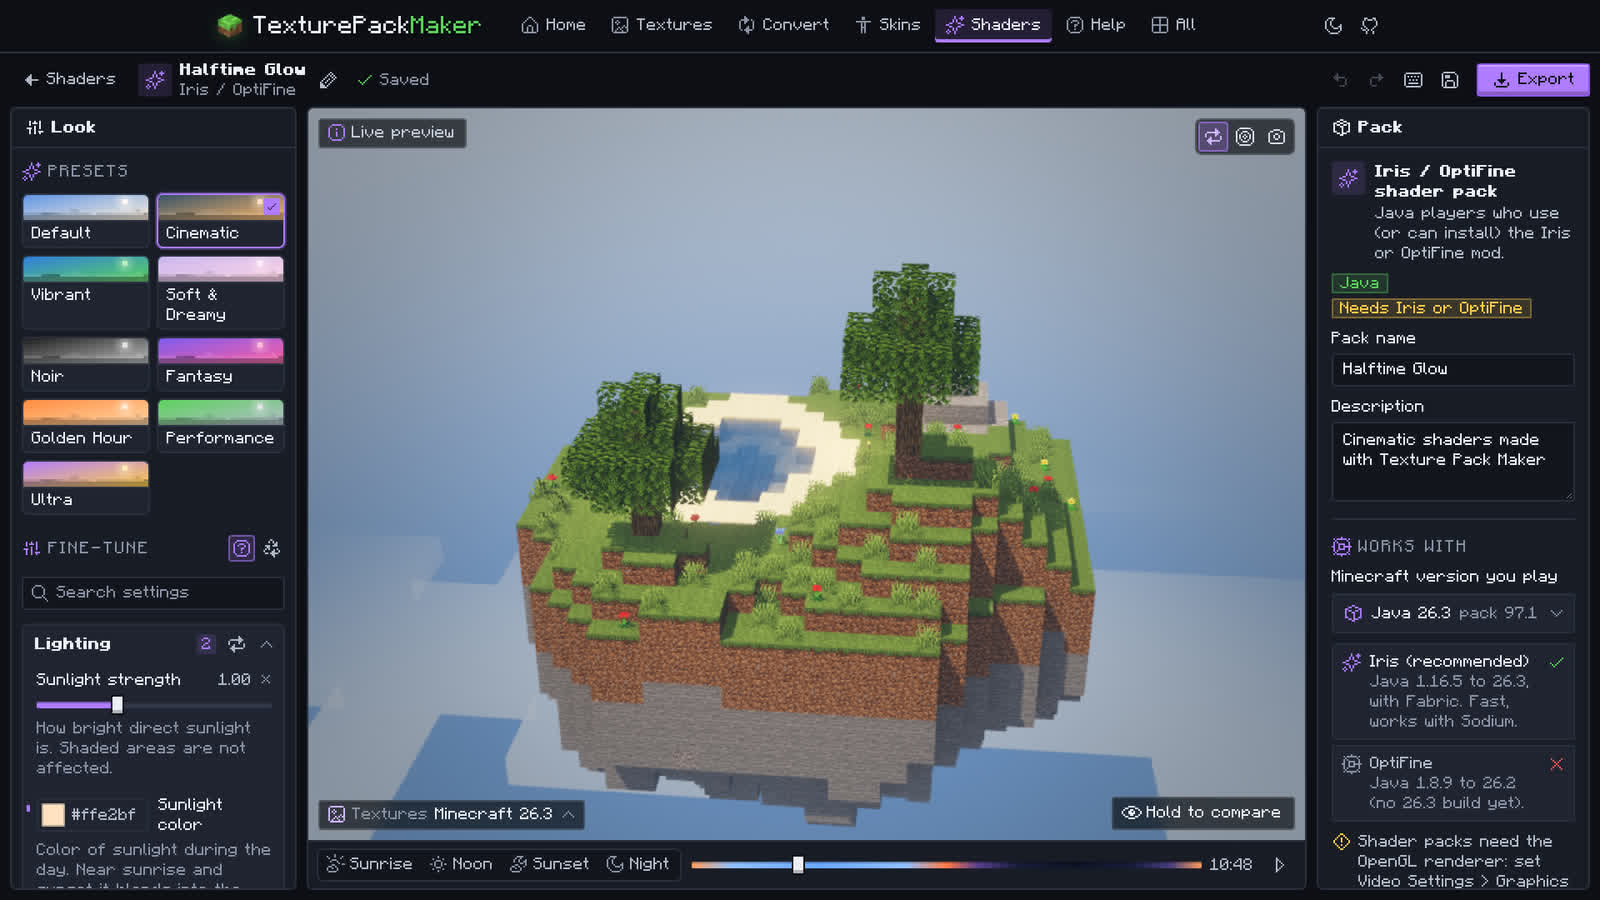 TexturePackMaker
Home
Textures
Convert
Skins
Shaders
Help
All
Shaders
Halftime Glow
Iris / OptiFine
Saved
Export
Look
PRESETS
Default
Cinematic
Vibrant
Soft &
Dreamy
Noir
Fantasy
Golden Hour
Performance
Ultra
FINE-TUNE
Search settings
Lighting
2
Sunlight strength
1.00
How bright direct sunlight
is. Shaded areas are not
affected.
#ffe2bf
Sunlight
color
Color of sunlight during the
day. Near sunrise and
Live preview
Textures Minecraft 26.3
Hold to compare
Sunrise
Noon
Sunset
Night
10:48
Pack
Iris / OptiFine
shader pack
Java players who use
(or can install) the Iris
or OptiFine mod.
Java
Needs Iris or OptiFine
Pack name
Halftime Glow
Description
Cinematic shaders made
with Texture Pack Maker
WORKS WITH
Minecraft version you play
Java 26.3 pack 97.1
Iris (recommended)
Java 1.16.5 to 26.3,
with Fabric. Fast,
works with Sodium.
OptiFine
Java 1.8.9 to 26.2
(no 26.3 build yet).
Shader packs need the
OpenGL renderer: set
Video Settings > Graphics